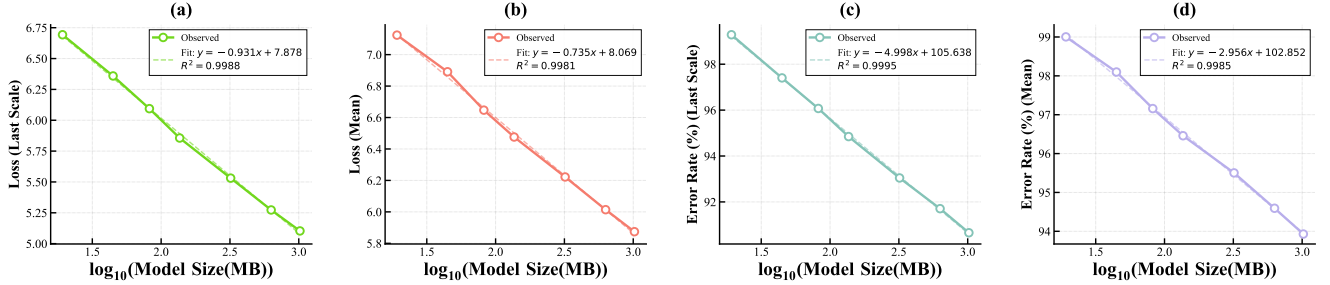 (a)
Loss (Last Scale)
6.75
6.50
6.25
6.00
5.75
5.50
5.25
5.00
Observed
Fit: y = −0.931x + 7.878
R² = 0.9988
1.5
2.0
2.5
3.0
log₁₀(Model Size(MB))
(b)
Loss (Mean)
7.0
6.8
6.6
6.4
6.2
6.0
5.8
Observed
Fit: y = −0.735x + 8.069
R² = 0.9981
1.5
2.0
2.5
3.0
log₁₀(Model Size(MB))
(c)
Error Rate (%) (Last Scale)
98
96
94
92
Observed
Fit: y = −4.998x + 105.638
R² = 0.9995
1.5
2.0
2.5
3.0
log₁₀(Model Size(MB))
(d)
Error Rate (%) (Mean)
99
98
97
96
95
94
Observed
Fit: y = −2.956x + 102.852
R² = 0.9985
1.5
2.0
2.5
3.0
log₁₀(Model Size(MB))